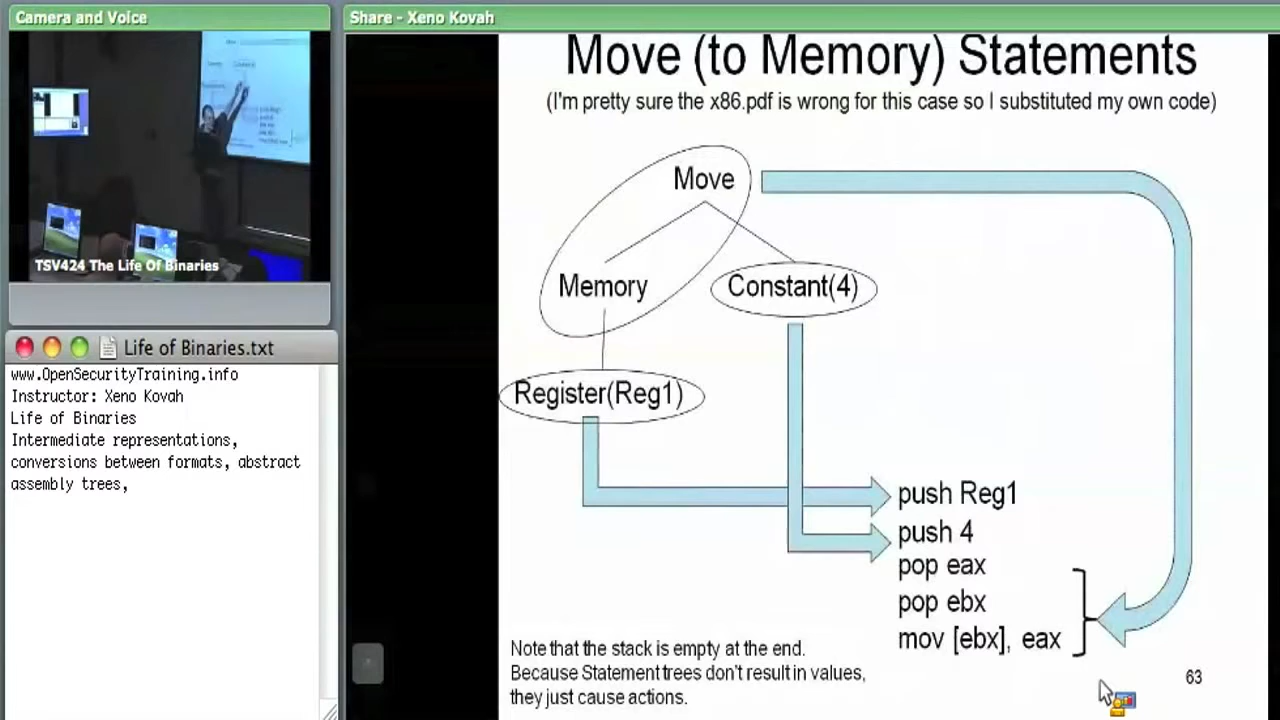 Camera and Voice
TSV424 The Life Of Binaries
Life of Binaries.txt
www.OpenSecurityTraining.info
Instructor: Xeno Kovah
Life of Binaries
Intermediate representations,
conversions between formats, abstract
assembly trees,
Share - Xeno Kovah
Move (to Memory) Statements
(I'm pretty sure the x86.pdf is wrong for this case so I substituted my own code)
Move
Memory
Constant(4)
Register(Reg1)
push Reg1
push 4
pop eax
pop ebx
mov [ebx], eax
Note that the stack is empty at the end.
Because Statement trees don't result in values,
they just cause actions.
63